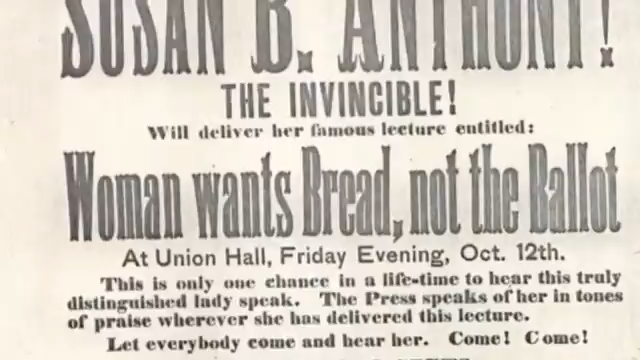 SUSAN B. ANTHONY!
THE INVINCIBLE!
Will deliver her famous lecture entitled:
Woman wants Bread, not the Ballot
At Union Hall, Friday Evening, Oct. 12th.
This is only one chance in a life-time to hear this truly
distinguished lady speak. The Press speaks of her in tones
of praise wherever she has delivered this lecture.
Let everybody come and hear her. Come! Come!